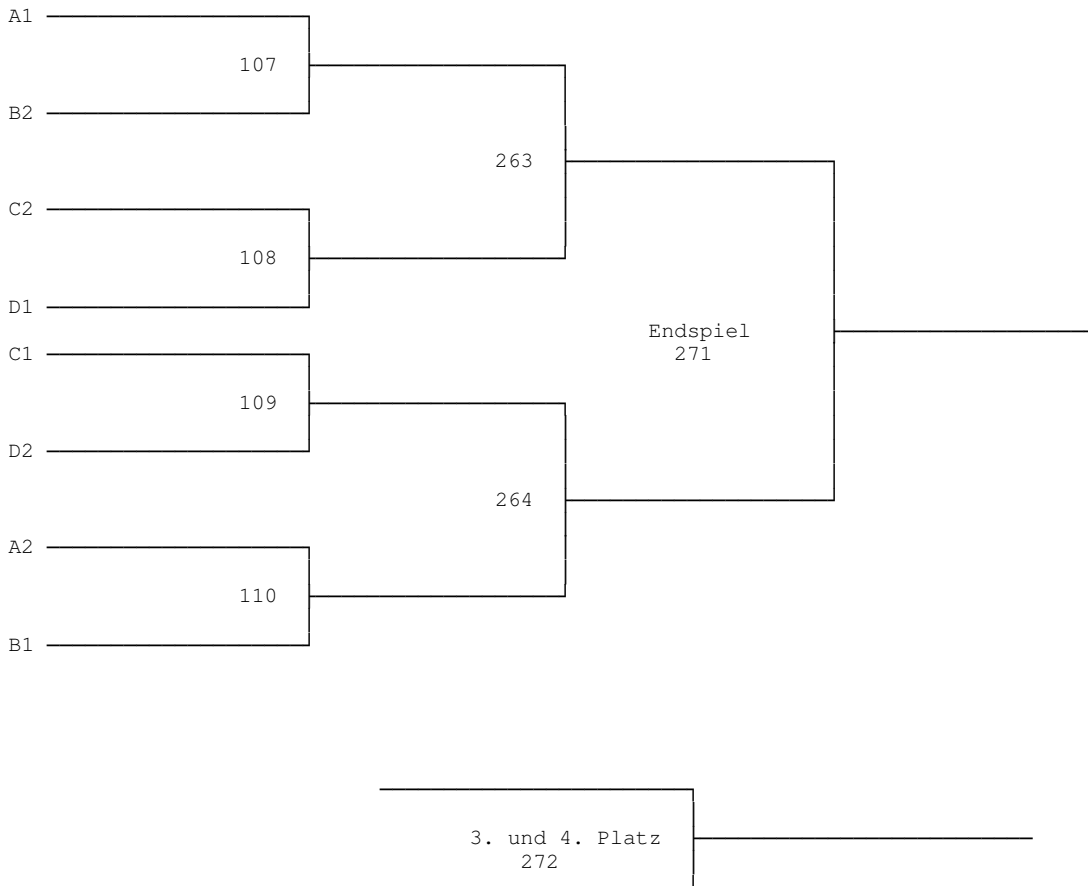 A1
107
B2
263
C2
108
D1
Endspiel
271
C1
109
D2
264
A2
110
B1
3. und 4. Platz
272